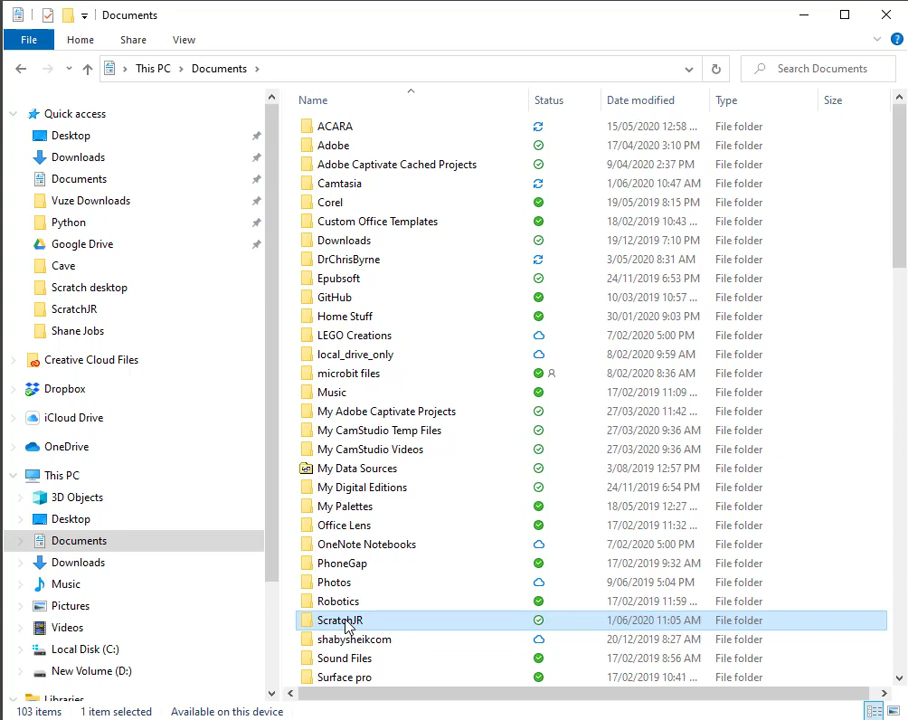 Documents
File Home Share View
This PC Documents
Search Documents
Quick access
Desktop
Downloads
Documents
Vuze Downloads
Python
Google Drive
Cave
Scratch desktop
ScratchJR
Shane Jobs
Creative Cloud Files
Dropbox
iCloud Drive
OneDrive
This PC
3D Objects
Desktop
Documents
Downloads
Music
Pictures
Videos
Local Disk (C:)
New Volume (D:)
Libraries
Name Status Date modified Type Size
ACARA 15/05/2020 12:58 ... File folder
Adobe 17/04/2020 3:10 PM File folder
Adobe Captivate Cached Projects 9/04/2020 2:37 PM File folder
Camtasia 1/06/2020 10:47 AM File folder
Corel 19/05/2019 8:15 PM File folder
Custom Office Templates 18/02/2019 10:43 ... File folder
Downloads 19/12/2019 7:10 PM File folder
DrChrisByrne 3/05/2020 8:31 AM File folder
Epubsoft 24/11/2019 6:53 PM File folder
GitHub 10/03/2019 10:57 ... File folder
Home Stuff 30/01/2020 9:03 PM File folder
LEGO Creations 7/02/2020 5:00 PM File folder
local_drive_only 8/02/2020 9:59 AM File folder
microbit files 8/02/2020 8:36 AM File folder
Music 17/02/2019 11:09 ... File folder
My Adobe Captivate Projects 27/03/2020 11:42 ... File folder
My CamStudio Temp Files 27/03/2020 9:36 AM File folder
My CamStudio Videos 27/03/2020 9:36 AM File folder
My Data Sources 3/08/2019 12:57 PM File folder
My Digital Editions 24/11/2019 6:54 PM File folder
My Palettes 18/05/2019 12:27 ... File folder
Office Lens 17/02/2019 11:32 ... File folder
OneNote Notebooks 7/02/2020 5:00 PM File folder
PhoneGap 17/02/2019 9:32 AM File folder
Photos 9/06/2019 5:04 PM File folder
Robotics 17/02/2019 11:59 ... File folder
ScratchJR 1/06/2020 11:05 AM File folder
shabysheikcom 20/12/2019 8:27 AM File folder
Sound Files 17/02/2019 8:56 AM File folder
Surface pro 17/02/2019 10:41 ... File folder
103 items 1 item selected Available on this device